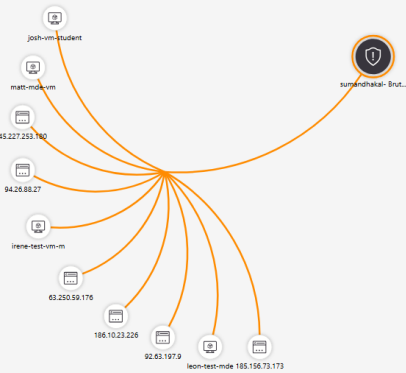 josh-vm-student
sumandhakal- Brut...
matt-mde-vm
45.227.253.180
94.26.88.27
irene-test-vm-m
63.250.59.176
186.10.23.226
92.63.197.9
leon-test-mde 185.156.73.173